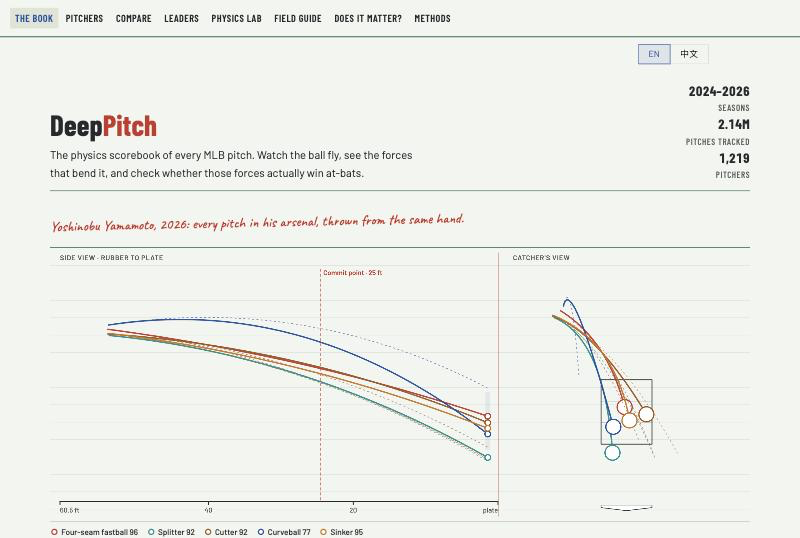 THE BOOK PITCHERS COMPARE LEADERS PHYSICS LAB FIELD GUIDE DOES IT MATTER? METHODS
EN 中文
2024–2026
SEASONS
2.14M
PITCHES TRACKED
1,219
PITCHERS
DeepPitch
The physics scorebook of every MLB pitch. Watch the ball fly, see the forces
that bend it, and check whether those forces actually win at-bats.
Yoshinobu Yamamoto, 2026: every pitch in his arsenal, thrown from the same hand.
SIDE VIEW · RUBBER TO PLATE
CATCHER'S VIEW
Commit point · 25 ft
60.5 ft 40 20 plate
Four-seam fastball 96 Splitter 92 Cutter 92 Curveball 77 Sinker 95